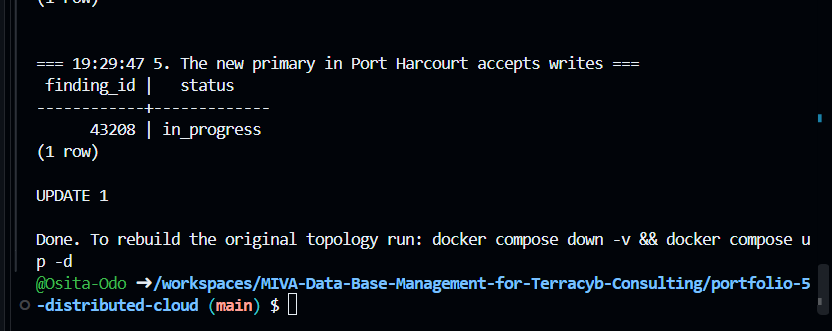 (1 row)
=== 19:29:47 5. The new primary in Port Harcourt accepts writes ===
 finding_id |   status
------------+-------------
      43208 | in_progress
(1 row)
UPDATE 1
Done. To rebuild the original topology run: docker compose down -v && docker compose u
p -d
@Osita-Odo ➜/workspaces/MIVA-Data-Base-Management-for-Terracyb-Consulting/portfolio-5
-distributed-cloud (main) $